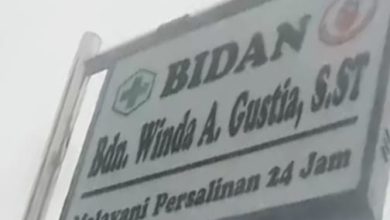 BIDAN
Bdn. Winda A. Gustia, S.ST
Melayani Persalinan 24 Jam